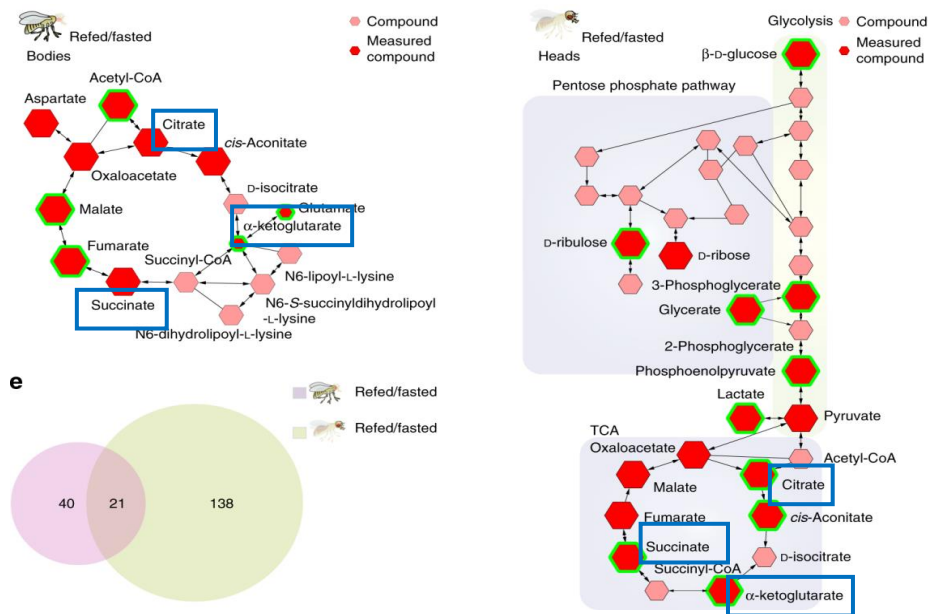 Refed/fasted
Bodies
Compound
Measured
compound
Acetyl-CoA
Aspartate
Citrate
cis-Aconitate
Oxaloacetate
D-isocitrate
Glutamate
Malate
α-ketoglutarate
Fumarate
Succinyl-CoA
N6-lipoyl-L-lysine
Succinate
N6-S-succinyldihydrolipoyl
-L-lysine
N6-dihydrolipoyl-L-lysine
e
Refed/fasted
Refed/fasted
40
21
138
Refed/fasted
Heads
Glycolysis
Compound
Measured
compound
β-D-glucose
Pentose phosphate pathway
D-ribulose
D-ribose
3-Phosphoglycerate
Glycerate
2-Phosphoglycerate
Phosphoenolpyruvate
Lactate
Pyruvate
TCA
Oxaloacetate
Acetyl-CoA
Malate
Citrate
Fumarate
cis-Aconitate
Succinate
D-isocitrate
Succinyl-CoA
α-ketoglutarate